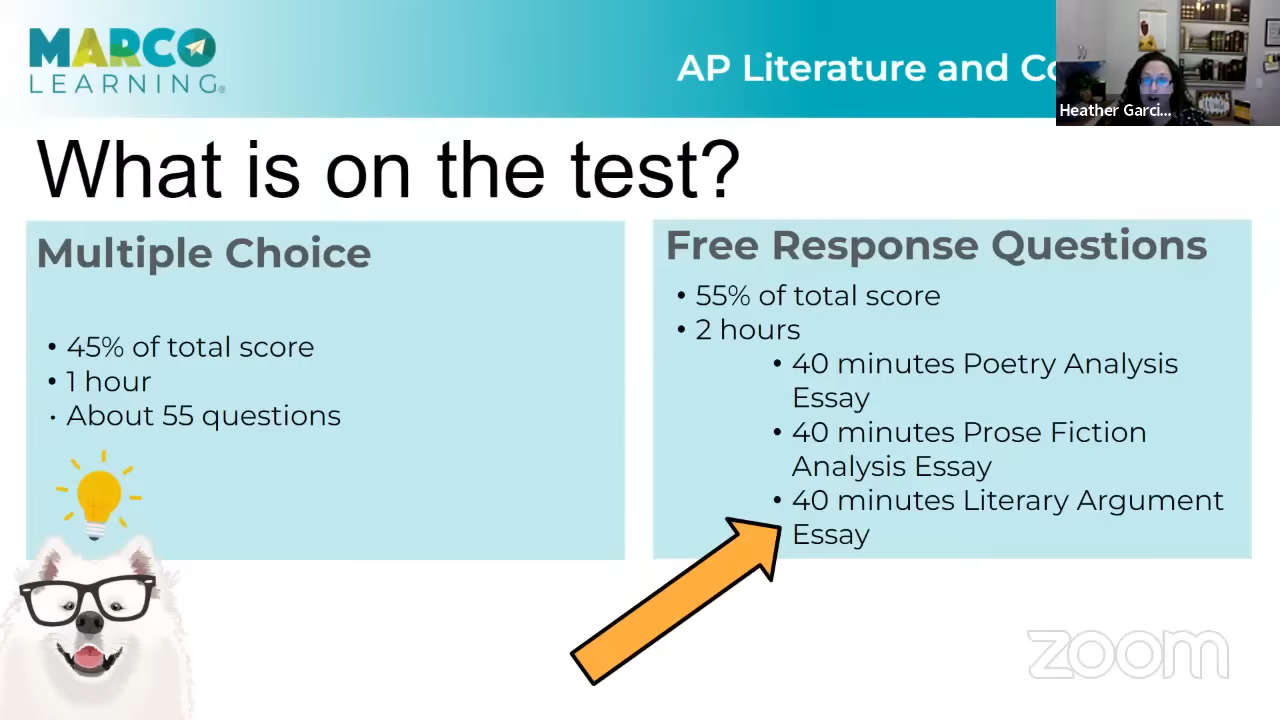 MARCO
LEARNING®
AP Literature and Co
Heather Garci...
What is on the test?
Multiple Choice
• 45% of total score
• 1 hour
• About 55 questions
Free Response Questions
• 55% of total score
• 2 hours
• 40 minutes Poetry Analysis
Essay
• 40 minutes Prose Fiction
Analysis Essay
• 40 minutes Literary Argument
Essay
zoom